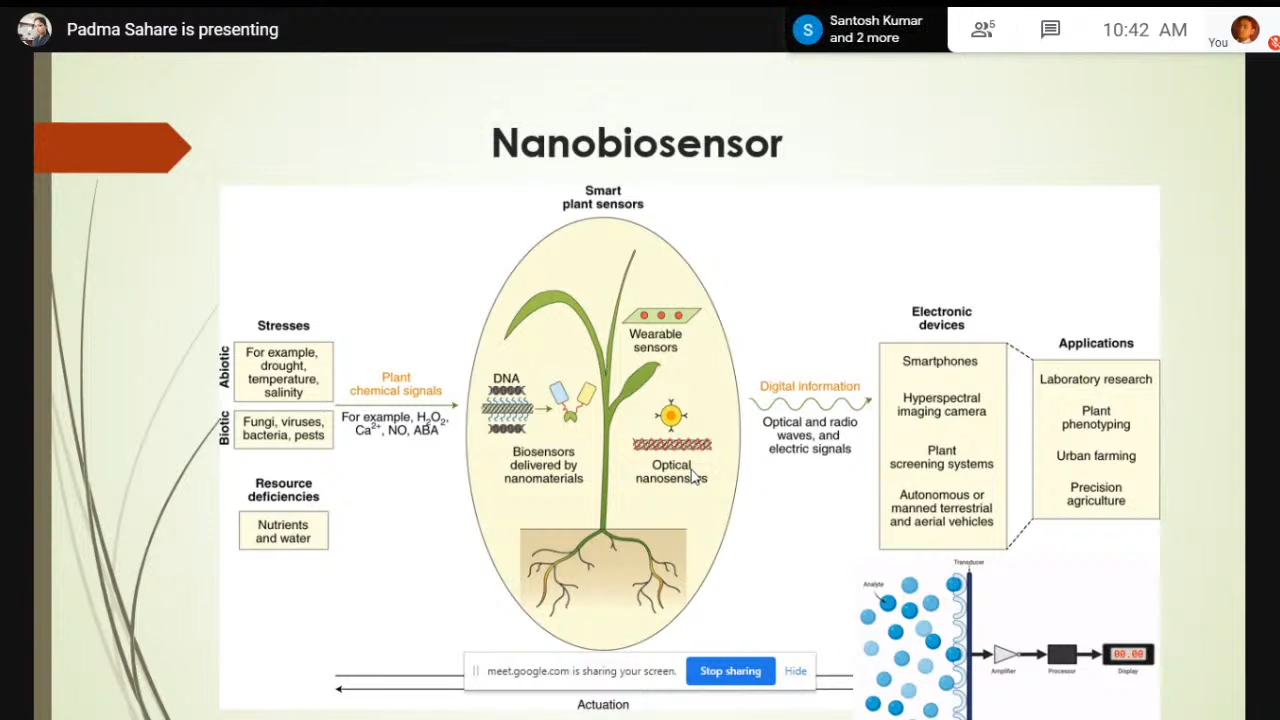 Padma Sahare is presenting
S
Santosh Kumar
and 2 more
5
10:42 AM
You
Nanobiosensor
Smart
plant sensors
Stresses
Abiotic
For example,
drought,
temperature,
salinity
Biotic
Fungi, viruses,
bacteria, pests
Resource
deficiencies
Nutrients
and water
Plant
chemical signals
For example, H₂O₂,
Ca²⁺, NO, ABA
DNA
Biosensors
delivered by
nanomaterials
Wearable
sensors
Optical
nanosensors
Digital information
Optical and radio
waves, and
electric signals
Electronic
devices
Smartphones
Hyperspectral
imaging camera
Plant
screening systems
Autonomous or
manned terrestrial
and aerial vehicles
Applications
Laboratory research
Plant
phenotyping
Urban farming
Precision
agriculture
Transducer
Analyte
Amplifier
Processor
00.00
Display
meet.google.com is sharing your screen.
Stop sharing
Hide
Actuation